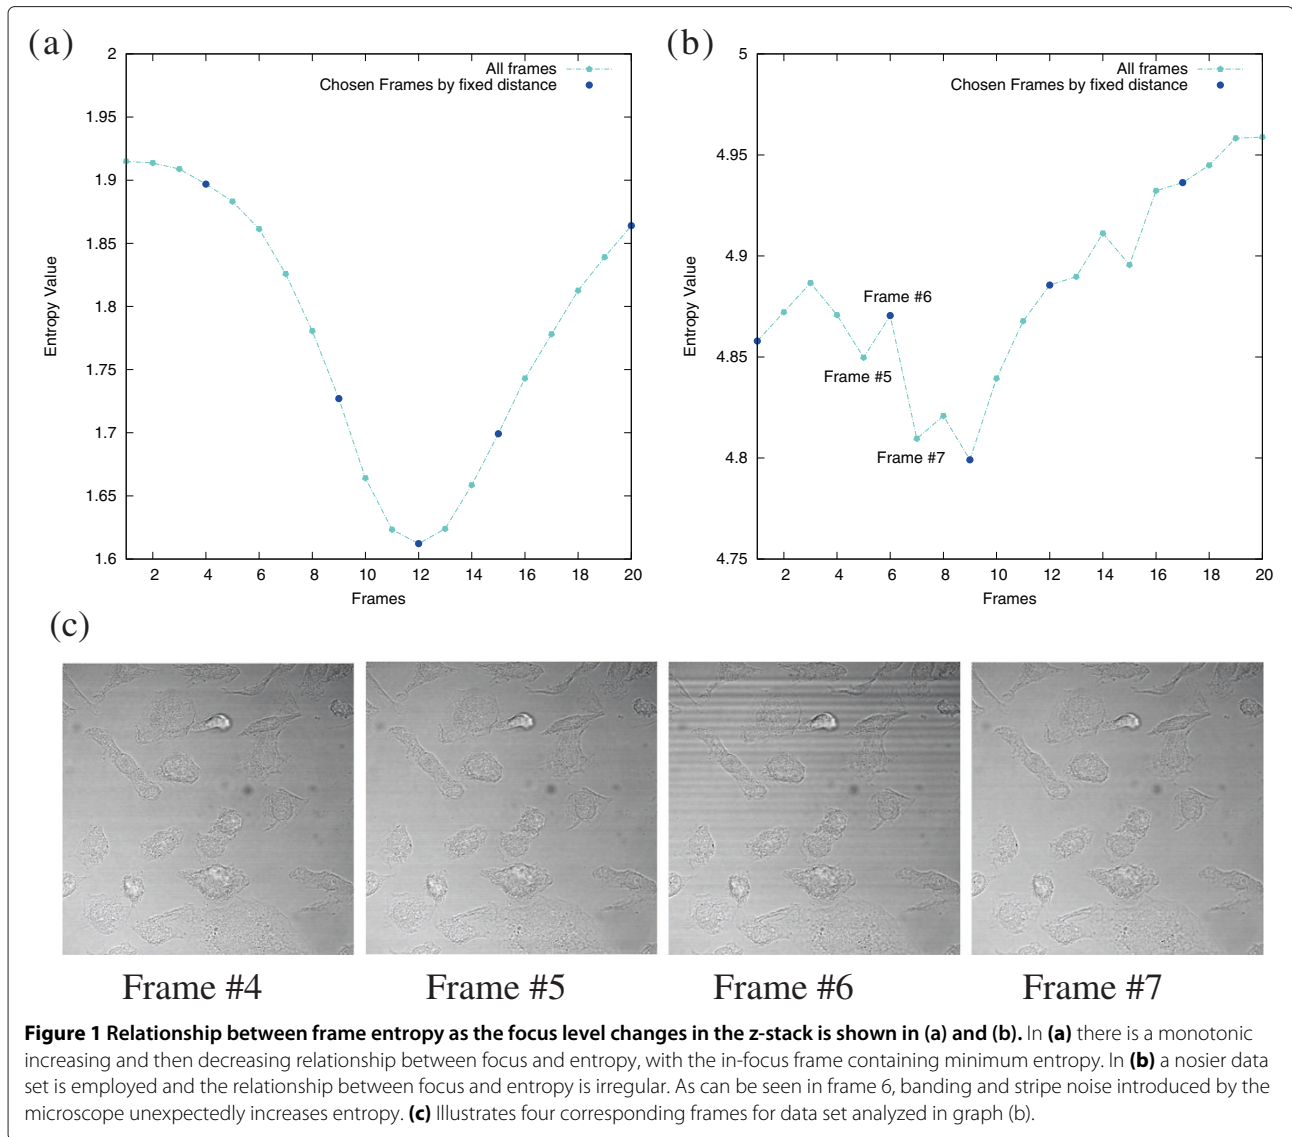 (a)
2
1.95
1.9
1.85
1.8
1.75
1.7
1.65
1.6
Entropy Value
2 4 6 8 10 12 14 16 18 20
Frames
All frames
Chosen Frames by fixed distance
(b)
5
4.95
4.9
4.85
4.8
4.75
Entropy Value
2 4 6 8 10 12 14 16 18 20
Frames
All frames
Chosen Frames by fixed distance
Frame #6
Frame #5
Frame #7
(c)
Frame #4
Frame #5
Frame #6
Frame #7
Figure 1 Relationship between frame entropy as the focus level changes in the z-stack is shown in (a) and (b). In (a) there is a monotonic
increasing and then decreasing relationship between focus and entropy, with the in-focus frame containing minimum entropy. In (b) a nosier data
set is employed and the relationship between focus and entropy is irregular. As can be seen in frame 6, banding and stripe noise introduced by the
microscope unexpectedly increases entropy. (c) Illustrates four corresponding frames for data set analyzed in graph (b).